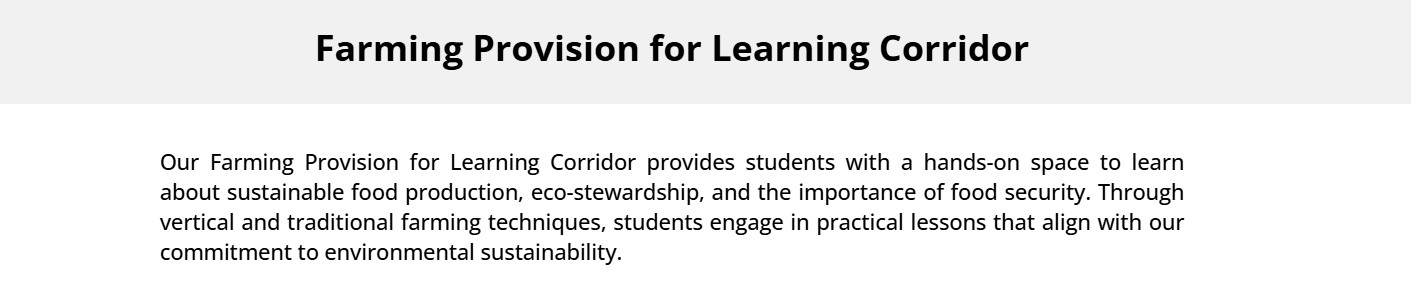 Farming Provision for Learning Corridor
Our Farming Provision for Learning Corridor provides students with a hands-on space to learn
about sustainable food production, eco-stewardship, and the importance of food security. Through
vertical and traditional farming techniques, students engage in practical lessons that align with our
commitment to environmental sustainability.